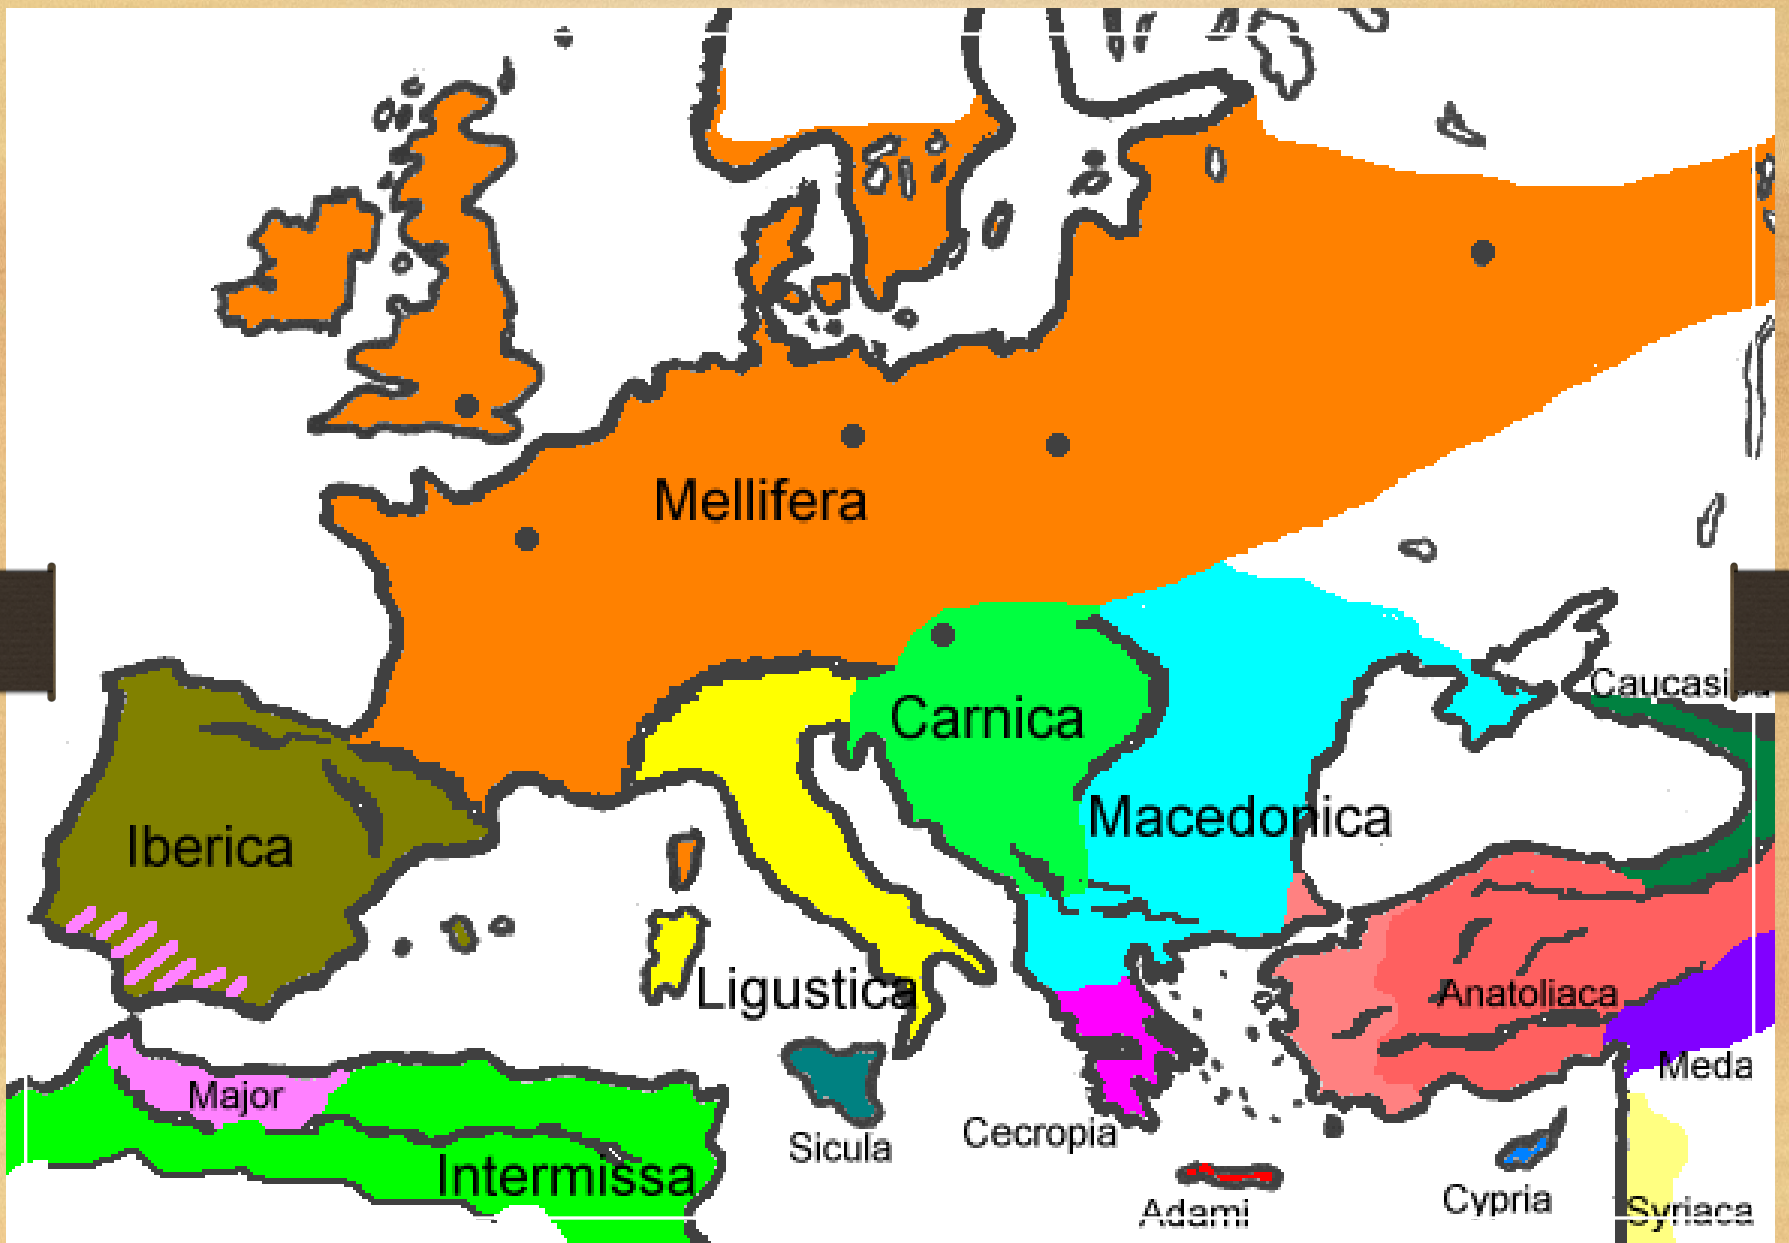 Mellifera
Caucasi
Carnica
Macedonica
Iberica
Ligustica
Anatoliaca
Meda
Major
Sicula
Cecropia
Intermissa
Adami
Cypria
Syriaca